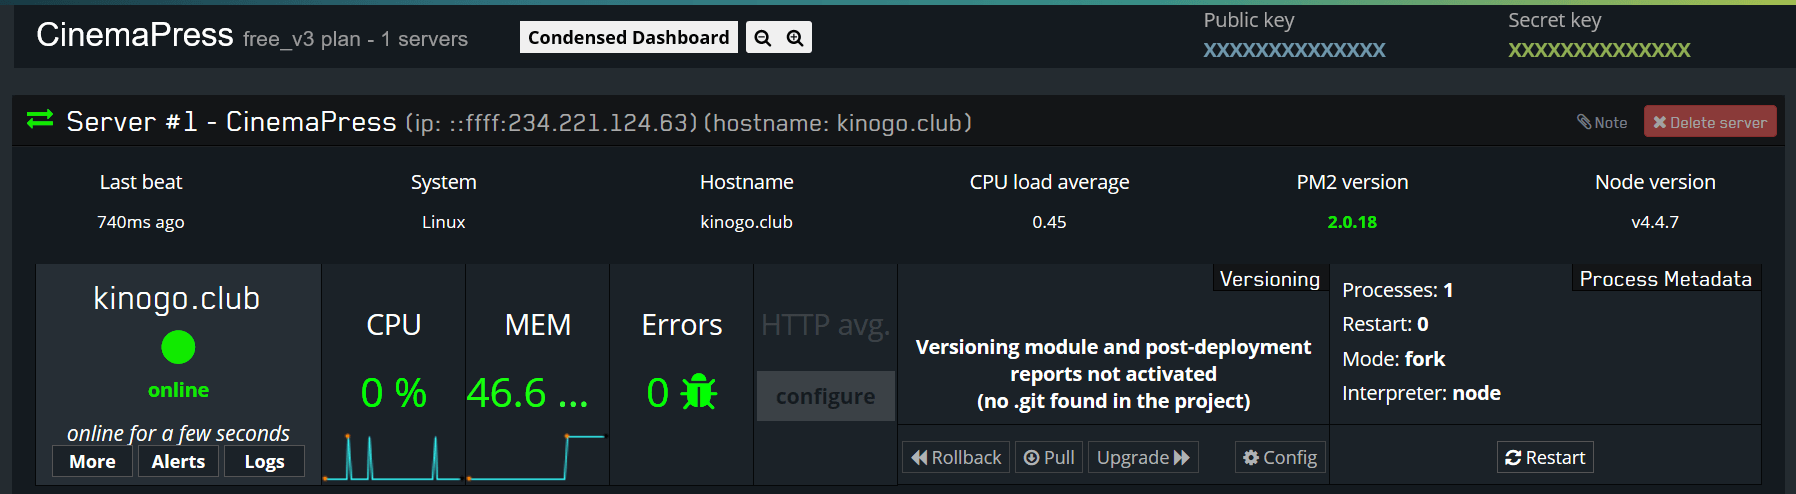 CinemaPress free_v3 plan - 1 servers
Condensed Dashboard
Public key
XXXXXXXXXXXXXX
Secret key
XXXXXXXXXXXXXX
Server #1 - CinemaPress (ip: ::ffff:234.221.124.63) (hostname: kinogo.club)
Note
Delete server
Last beat
740ms ago
System
Linux
Hostname
kinogo.club
CPU load average
0.45
PM2 version
2.0.18
Node version
v4.4.7
kinogo.club
online
online for a few seconds
More
Alerts
Logs
CPU
0 %
MEM
46.6 ...
Errors
0
HTTP avg.
configure
Versioning
Versioning module and post-deployment
reports not activated
(no .git found in the project)
Rollback
Pull
Upgrade
Config
Process Metadata
Processes: 1
Restart: 0
Mode: fork
Interpreter: node
Restart